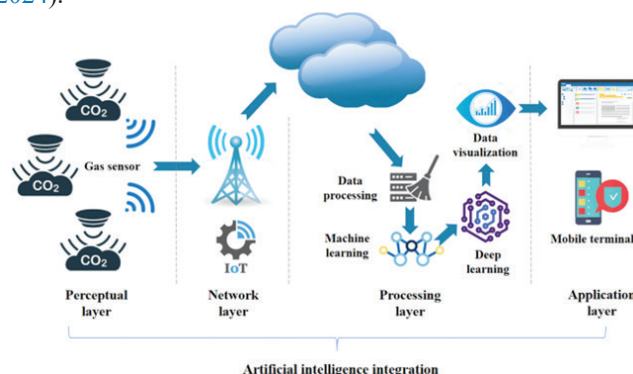 2024).
CO2
Gas sensor
CO2
CO2
IoT
Data
processing
Machine
learning
Data
visualization
Deep
learning
Mobile terminal
Perceptual
layer
Network
layer
Processing
layer
Application
layer
Artificial intelligence integration